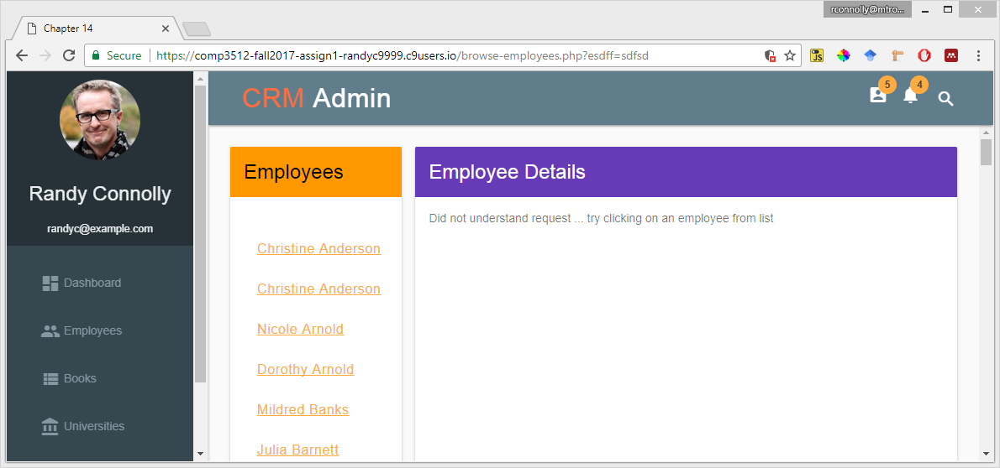 rconnolly@mtro...
Chapter 14
Secure https://comp3512-fall2017-assign1-randyc9999.c9users.io/browse-employees.php?esdff=sdfsd
JS
CRM Admin
5
4
Randy Connolly
randyc@example.com
Dashboard
Employees
Books
Universities
Employees
Christine Anderson
Christine Anderson
Nicole Arnold
Dorothy Arnold
Mildred Banks
Julia Barnett
Employee Details
Did not understand request ... try clicking on an employee from list